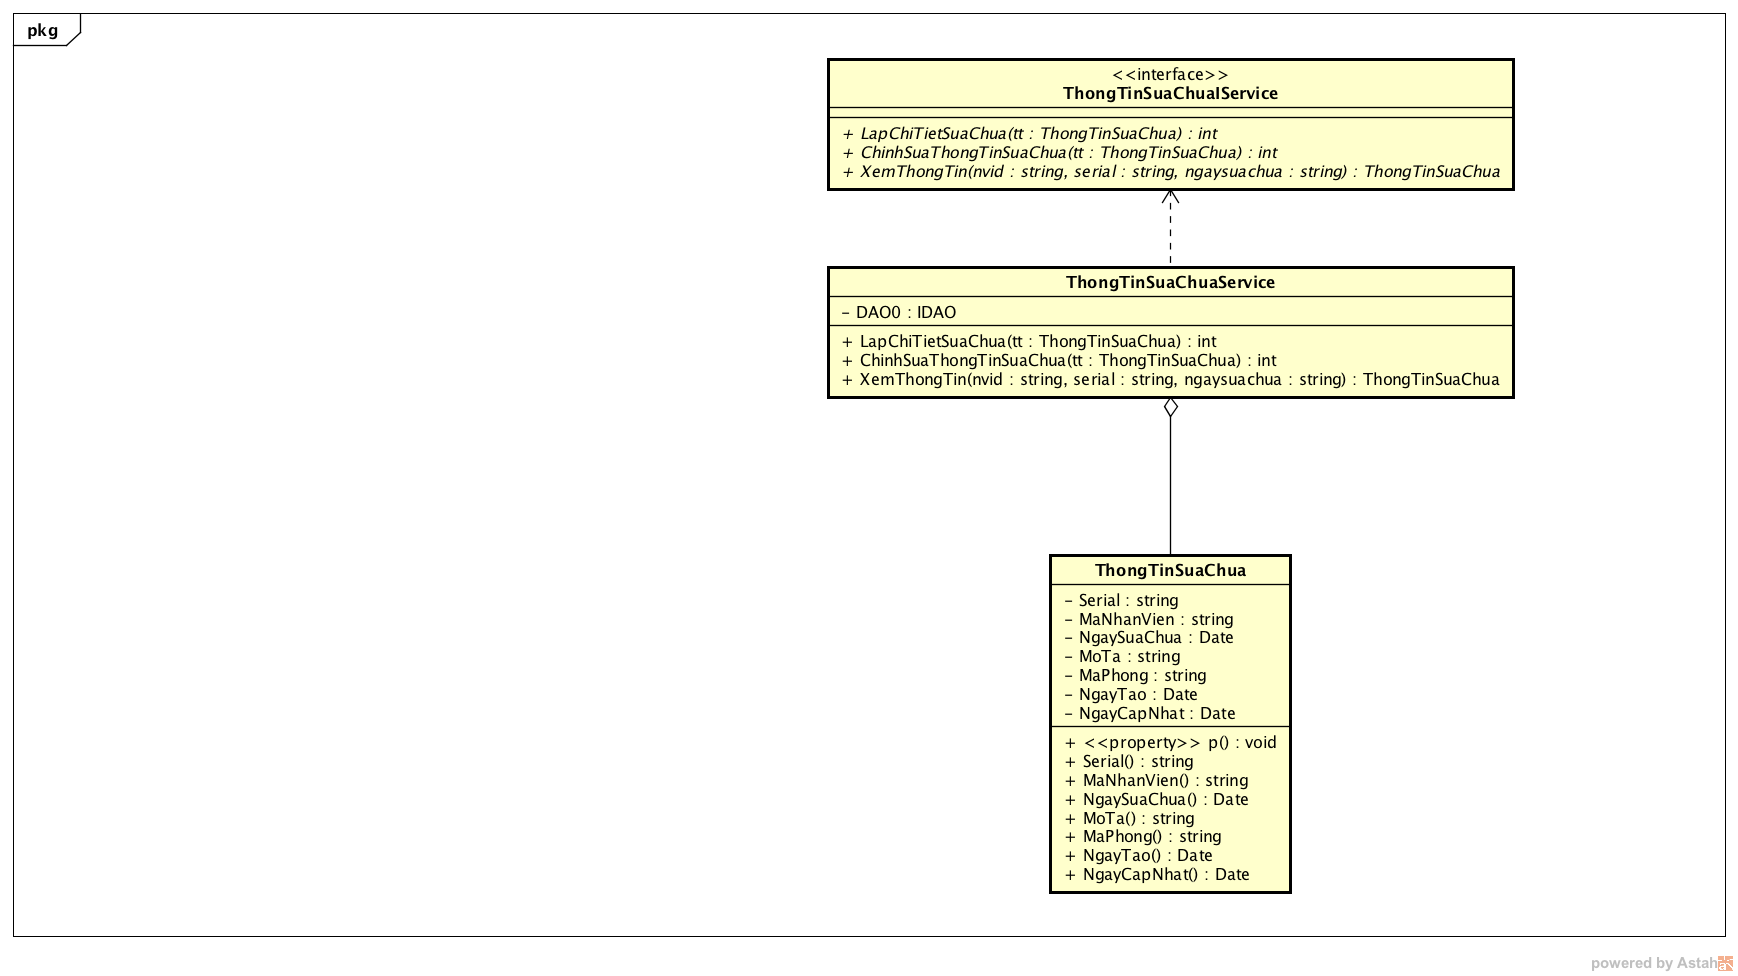 pkg
<<interface>>
ThongTinSuaChuaIService
+ LapChiTietSuaChua(tt : ThongTinSuaChua) : int
+ ChinhSuaThongTinSuaChua(tt : ThongTinSuaChua) : int
+ XemThongTin(nvid : string, serial : string, ngaysuachua : string) : ThongTinSuaChua
ThongTinSuaChuaService
- DAO0 : IDAO
+ LapChiTietSuaChua(tt : ThongTinSuaChua) : int
+ ChinhSuaThongTinSuaChua(tt : ThongTinSuaChua) : int
+ XemThongTin(nvid : string, serial : string, ngaysuachua : string) : ThongTinSuaChua
ThongTinSuaChua
- Serial : string
- MaNhanVien : string
- NgaySuaChua : Date
- MoTa : string
- MaPhong : string
- NgayTao : Date
- NgayCapNhat : Date
+ <<property>> p() : void
+ Serial() : string
+ MaNhanVien() : string
+ NgaySuaChua() : Date
+ MoTa() : string
+ MaPhong() : string
+ NgayTao() : Date
+ NgayCapNhat() : Date
powered by Astah